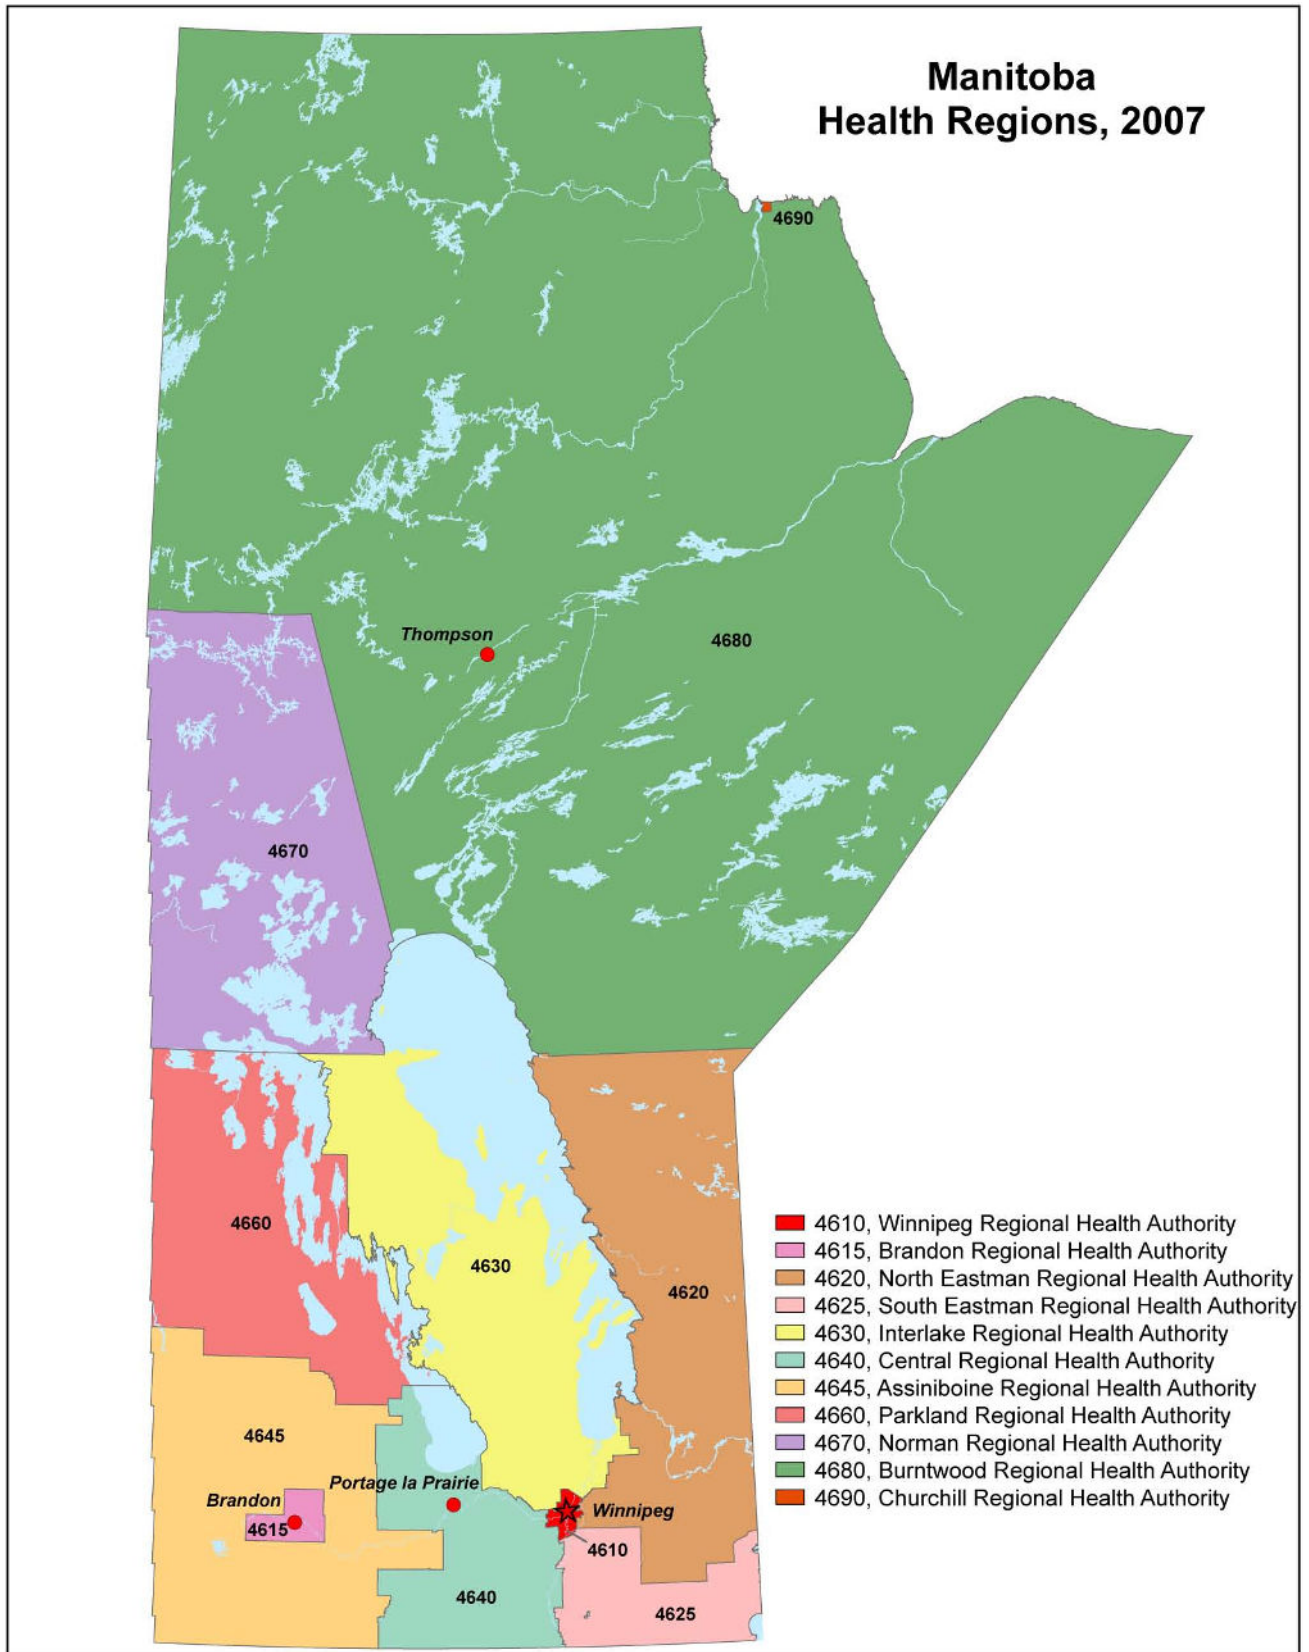 Manitoba
Health Regions, 2007
4690
Thompson
4680
4670
4660
4630
4620
4610, Winnipeg Regional Health Authority
4615, Brandon Regional Health Authority
4620, North Eastman Regional Health Authority
4625, South Eastman Regional Health Authority
4630, Interlake Regional Health Authority
4640, Central Regional Health Authority
4645, Assiniboine Regional Health Authority
4660, Parkland Regional Health Authority
4670, Norman Regional Health Authority
4680, Burntwood Regional Health Authority
4690, Churchill Regional Health Authority
4645
Portage la Prairie
Brandon
Winnipeg
4615
4610
4640
4625